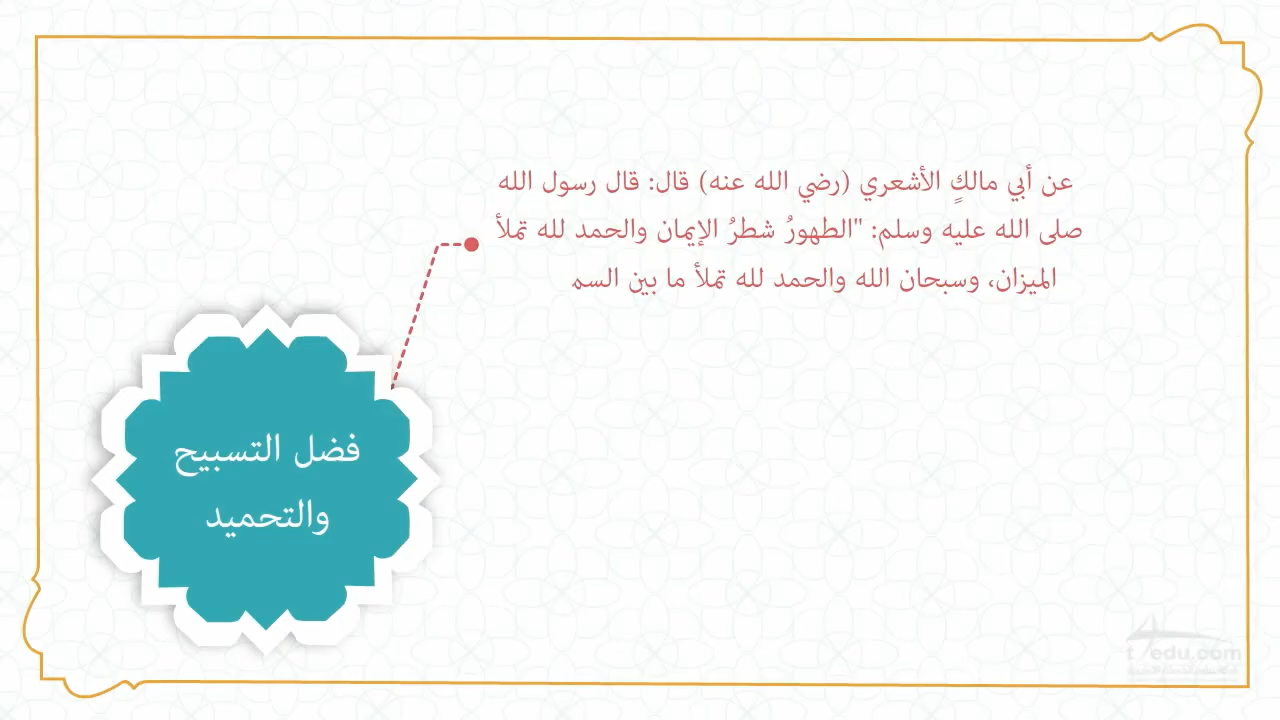 عن أبي مالكٍ الأشعري (رضي الله عنه) قال: قال رسول الله
صلى الله عليه وسلم: "الطهورُ شطرُ الإيمان والحمد لله تملأ
الميزان، وسبحان الله والحمد لله تملأ ما بين السم
فضل التسبيح
والتحميد
edu.com